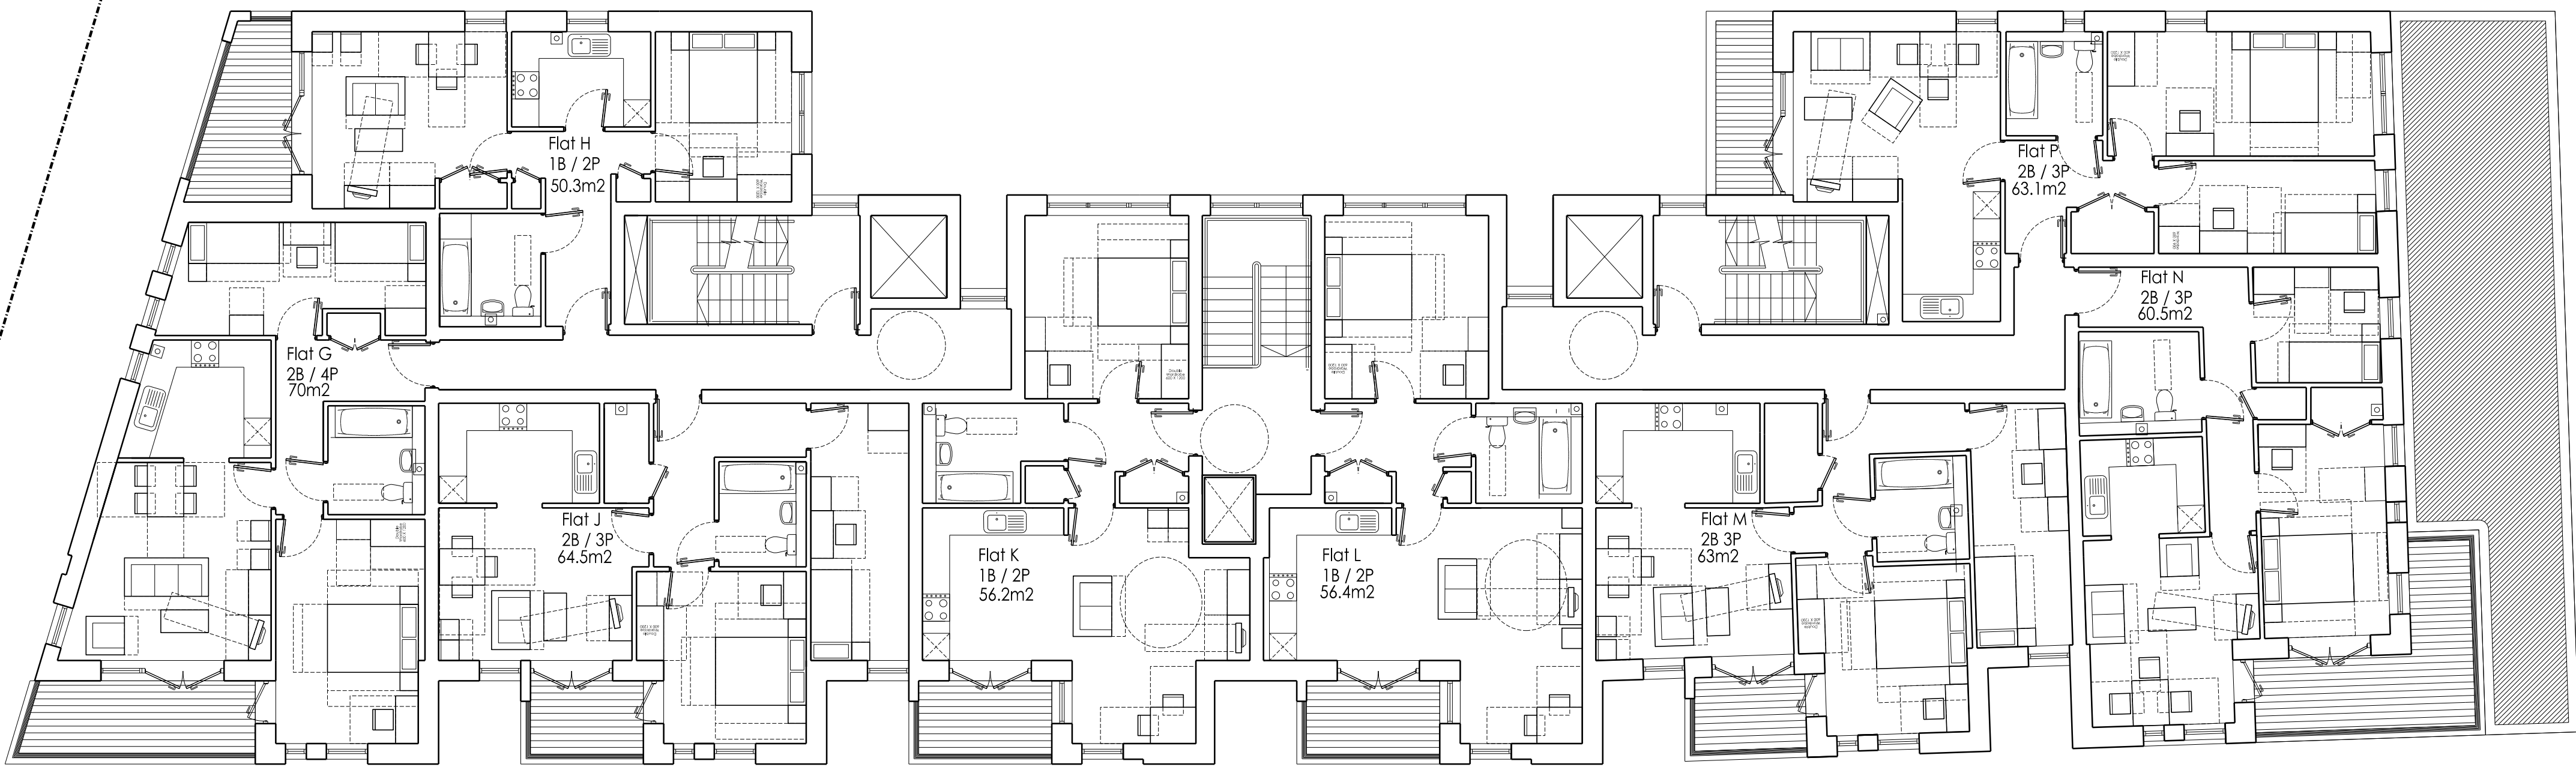 Flat H
1B / 2P
50.3m2
Flat P
2B / 3P
63.1m2
Flat N
2B / 3P
60.5m2
Flat G
2B / 4P
70m2
Flat J
2B / 3P
64.5m2
Flat K
1B / 2P
56.2m2
Flat L
1B / 2P
56.4m2
Flat M
2B 3P
63m2